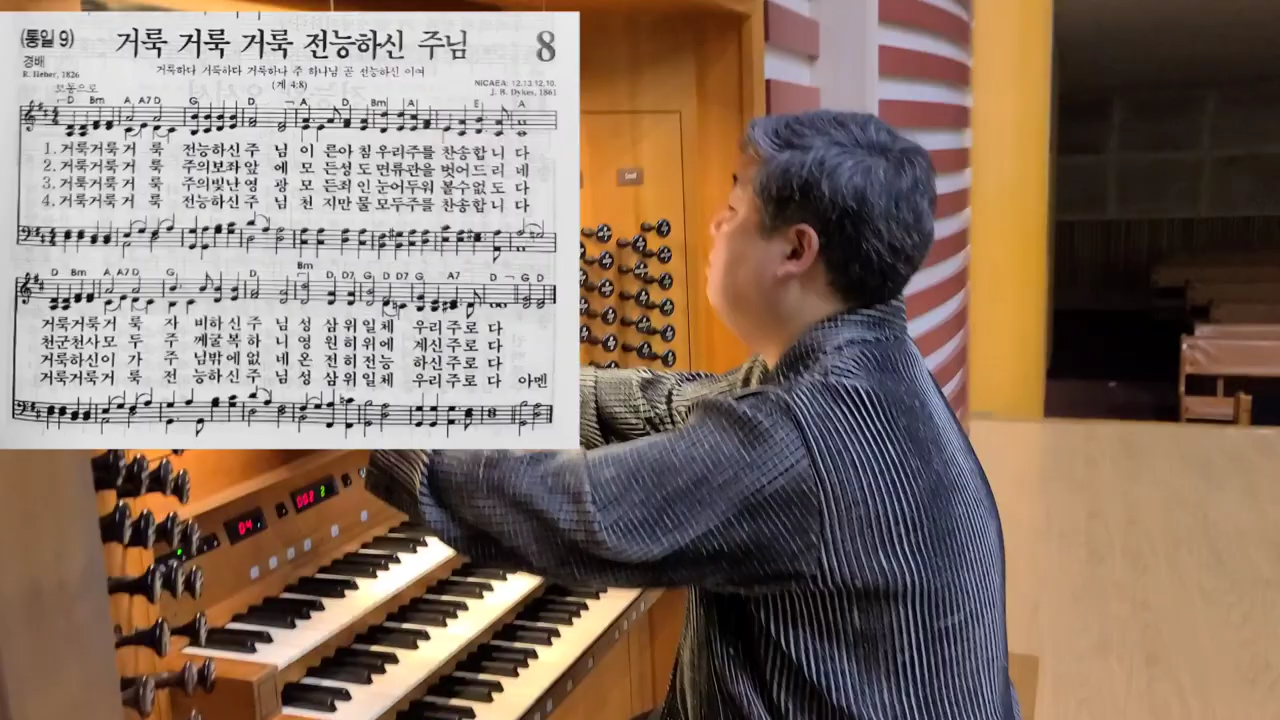 (통일 9)
거룩 거룩 거룩 전능하신 주님
8
경배
거룩하다 거룩하다 거룩하다 주 하나님 곧 전능하신 이여
R. Heber, 1826
(계 4:8)
NICAEA: 12.13.12.10.
보통으로
J. B. Dykes, 1861
D Bm A A7 D G D A D Bm A E A
1. 거룩거룩거 룩 전능하신 주 님 이 른아 침 우리주를 찬송합 니 다
2. 거룩거룩거 룩 주의보좌 앞 에 모 든성 도 면류관을 벗어드 리 네
3. 거룩거룩거 룩 주의빛난 영 광 모 든죄 인 눈어두워 볼수없 도 다
4. 거룩거룩거 룩 전능하신 주 님 천 지만 물 모두주를 찬송합 니 다
Bm
D Bm A A7 D G D D D7 G D D7 G A7 D G D
거룩거룩거 룩 자 비하신 주 님 성 삼위일체 우리주로 다
천군천사모 두 주 께굴복 하 니 영 원히위에 계신주로 다
거룩하신이 가 주 님밖에 없 네 온 전히전능 하신주로 다
거룩거룩거 룩 전 능하신 주 님 성 삼위일체 우리주로 다 아멘